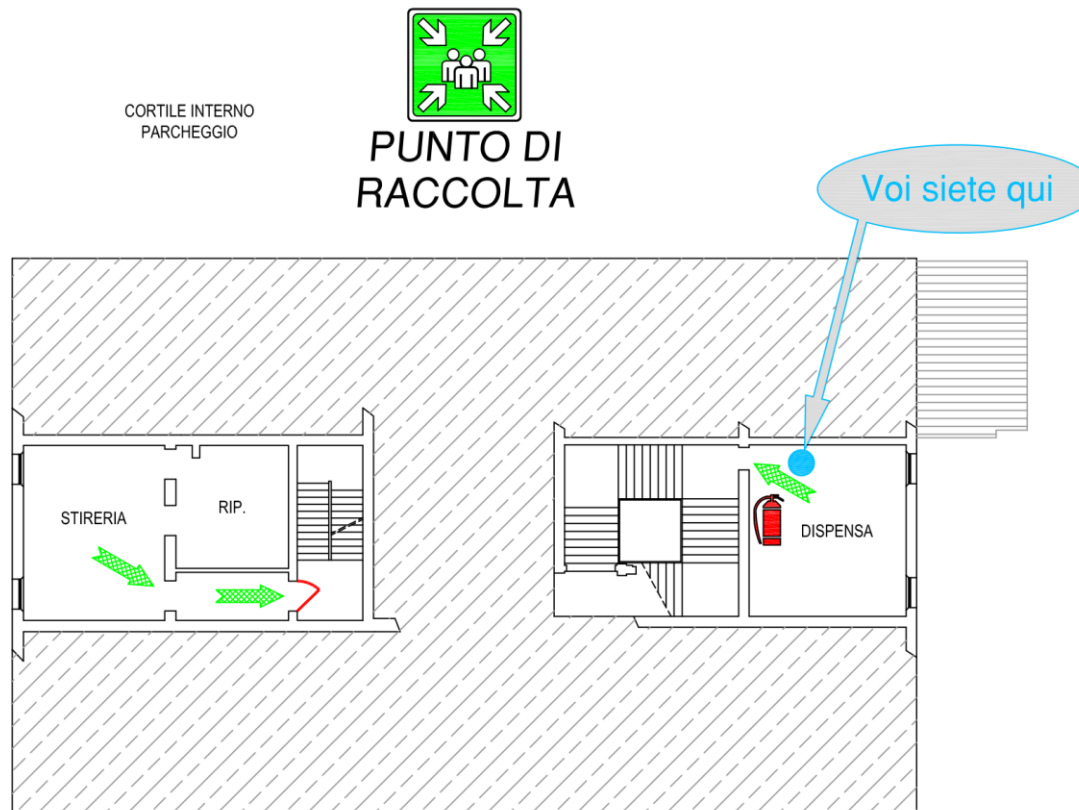 CORTILE INTERNO
PARCHEGGIO
PUNTO DI
RACCOLTA
Voi siete qui
STIRERIA
RIP.
DISPENSA